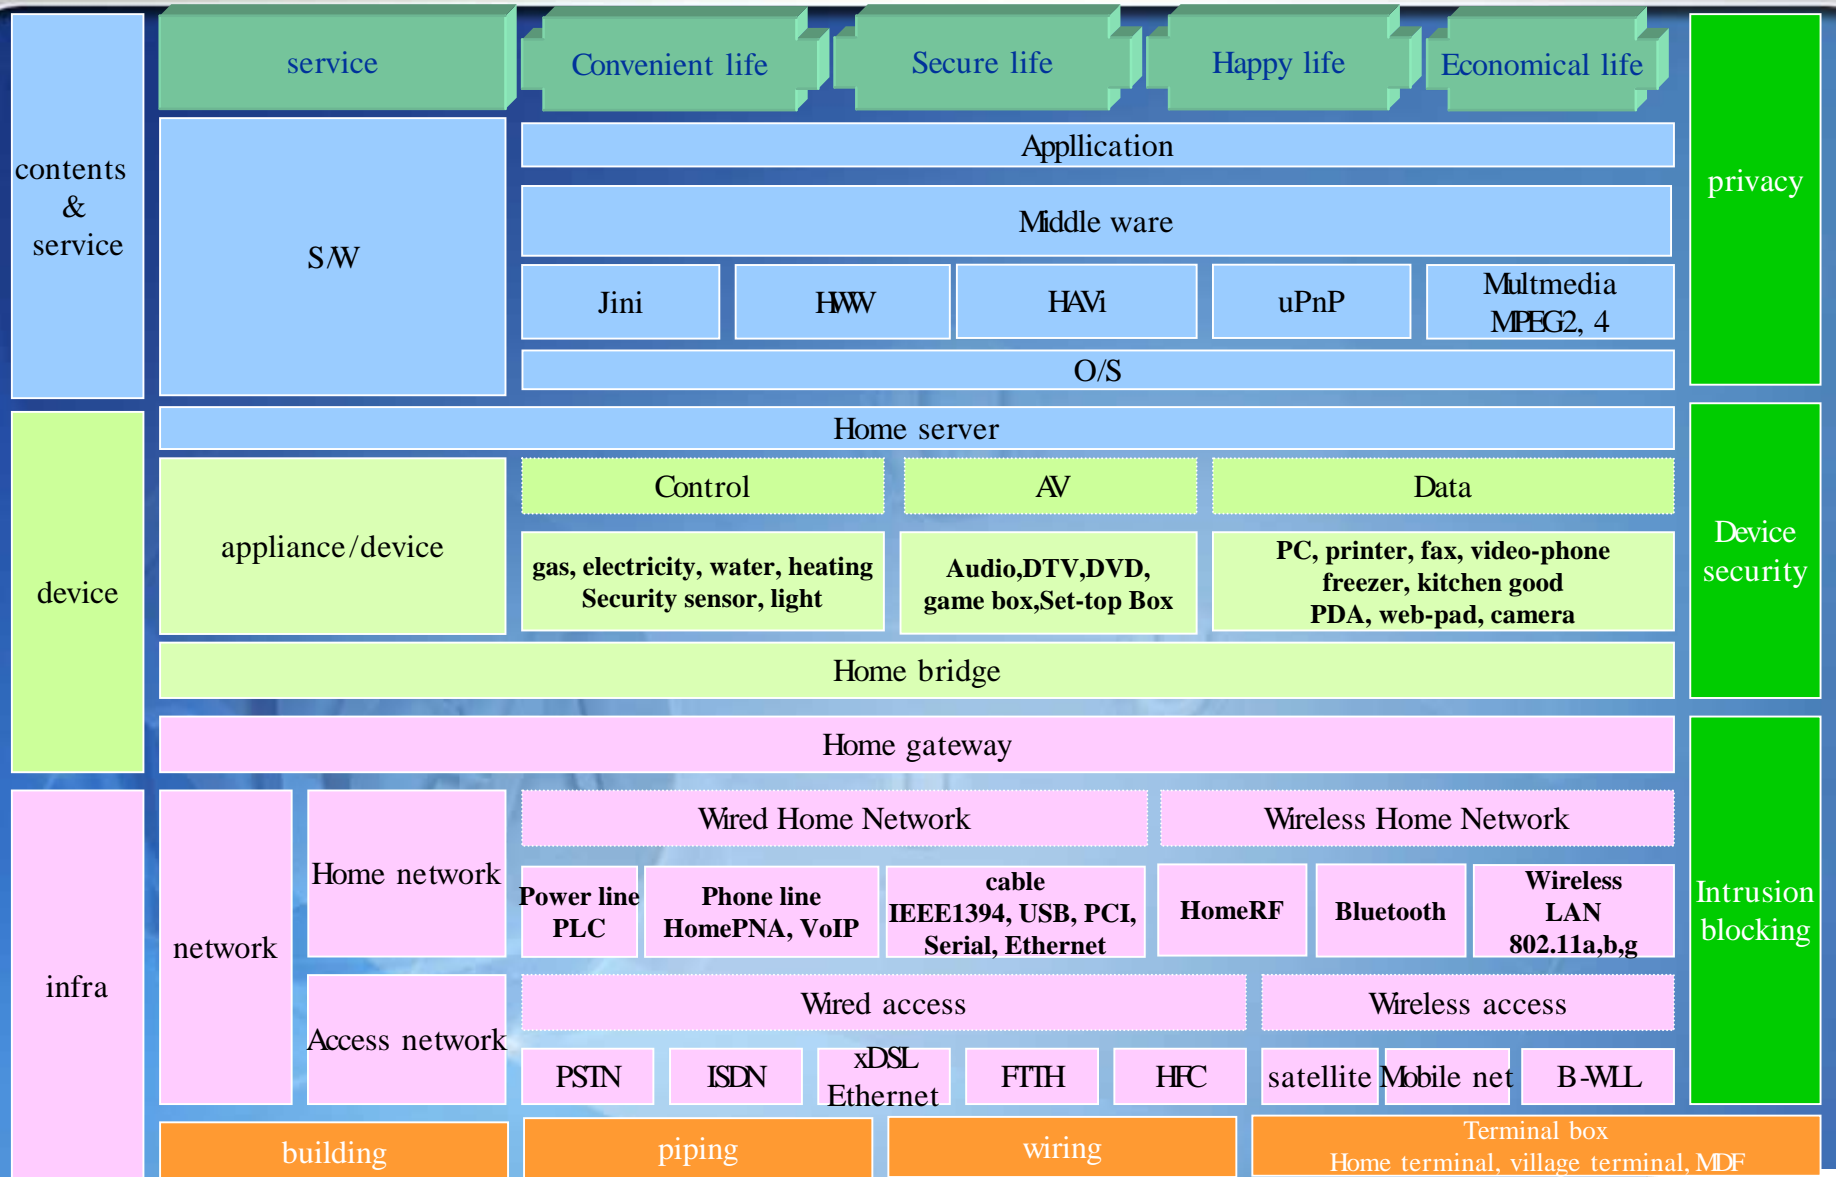 service
Convenient life
Secure life
Happy life
Economical life
contents
&
service
privacy
S/W
Appllication
Middle ware
Jini
HWW
HAVi
uPnP
Multmedia
MPEG2, 4
O/S
device
Home server
Device
security
appliance/device
Control
AV
Data
gas, electricity, water, heating
Security sensor, light
Audio,DTV,DVD,
game box,Set-top Box
PC, printer, fax, video-phone
freezer, kitchen good
PDA, web-pad, camera
Home bridge
Home gateway
Intrusion
blocking
infra
network
Home network
Wired Home Network
Wireless Home Network
Power line
PLC
Phone line
HomePNA, VoIP
cable
IEEE1394, USB, PCI,
Serial, Ethernet
HomeRF
Bluetooth
Wireless
LAN
802.11a,b,g
Access network
Wired access
Wireless access
PSTN
ISDN
xDSL
Ethernet
FTTH
HFC
satellite
Mobile net
B-WLL
building
piping
wiring
Terminal box
Home terminal, village terminal, MDF